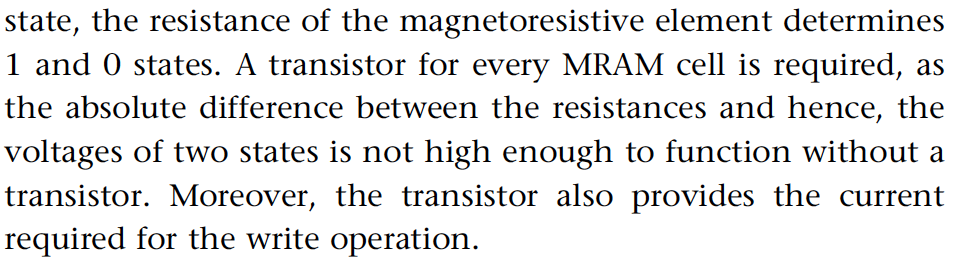 state, the resistance of the magnetoresistive element determines
1 and 0 states. A transistor for every MRAM cell is required, as
the absolute difference between the resistances and hence, the
voltages of two states is not high enough to function without a
transistor. Moreover, the transistor also provides the current
required for the write operation.